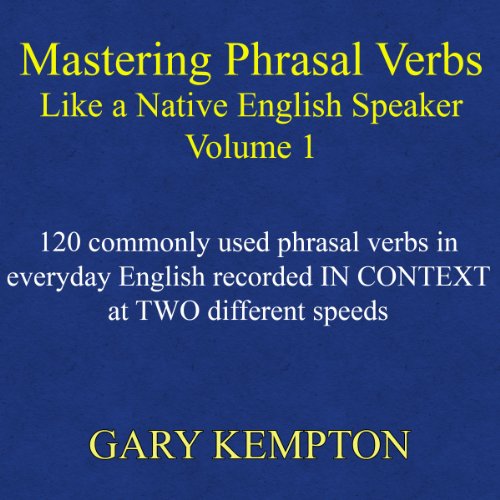 Mastering Phrasal Verbs
Like a Native English Speaker
Volume 1
120 commonly used phrasal verbs in
everyday English recorded IN CONTEXT
at TWO different speeds
GARY KEMPTON